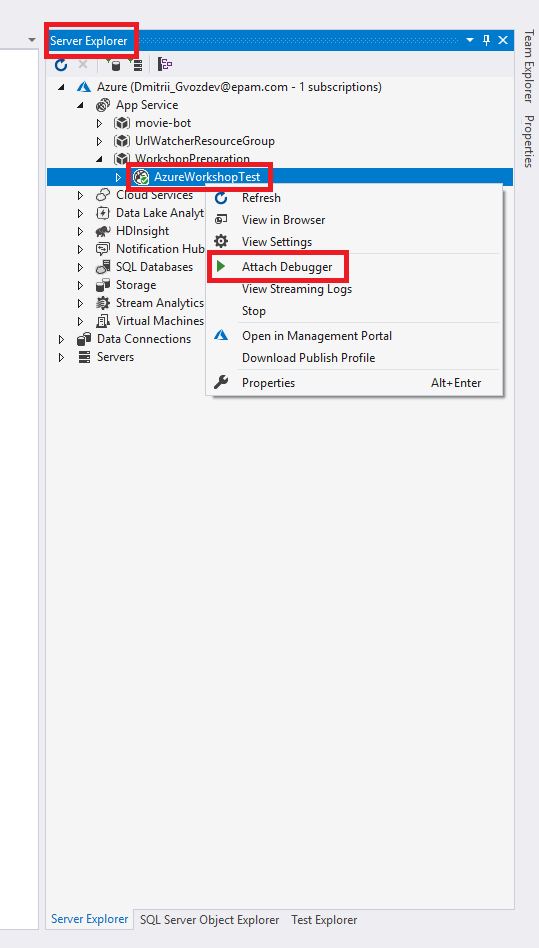 Server Explorer
Azure (Dmitrii_Gvozdev@epam.com - 1 subscriptions)
App Service
movie-bot
UrlWatcherResourceGroup
WorkshopPreparation
AzureWorkshopTest
Cloud Services
Data Lake Analyt
HDInsight
Notification Hub
SQL Databases
Storage
Stream Analytics
Virtual Machines
Data Connections
Servers
Refresh
View in Browser
View Settings
Attach Debugger
View Streaming Logs
Stop
Open in Management Portal
Download Publish Profile
Properties Alt+Enter
Team Explorer
Properties
Server Explorer SQL Server Object Explorer Test Explorer